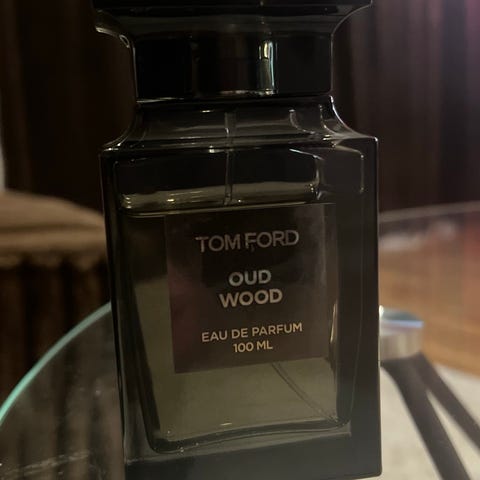 TOM FORD
OUD
WOOD
EAU DE PARFUM
100 ML